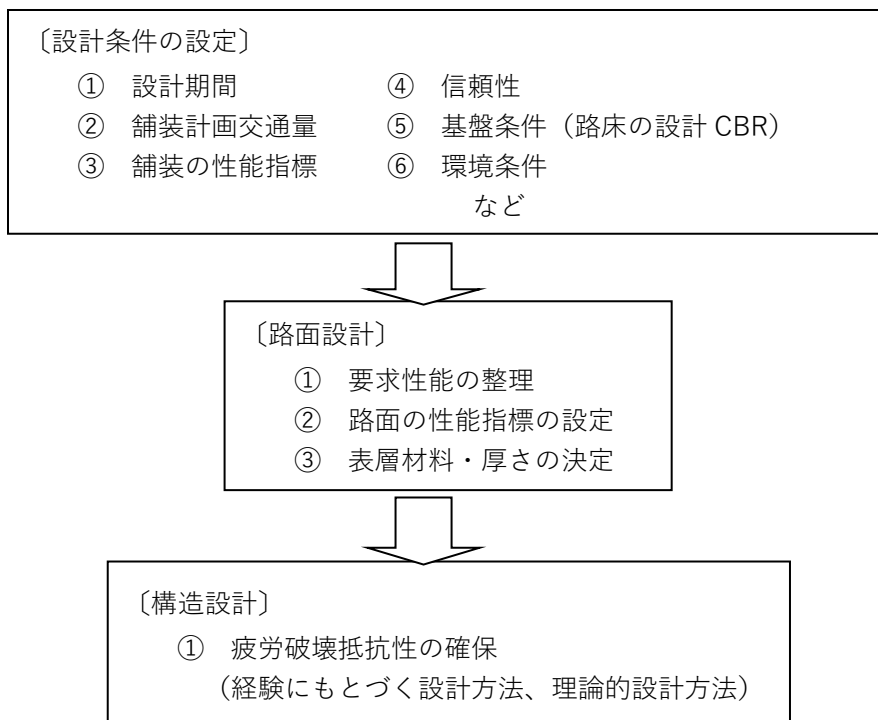 〔設計条件の設定〕
① 設計期間 ④ 信頼性
② 舗装計画交通量 ⑤ 基盤条件（路床の設計 CBR）
③ 舗装の性能指標 ⑥ 環境条件
など
〔路面設計〕
① 要求性能の整理
② 路面の性能指標の設定
③ 表層材料・厚さの決定
〔構造設計〕
① 疲労破壊抵抗性の確保
（経験にもとづく設計方法、理論的設計方法）